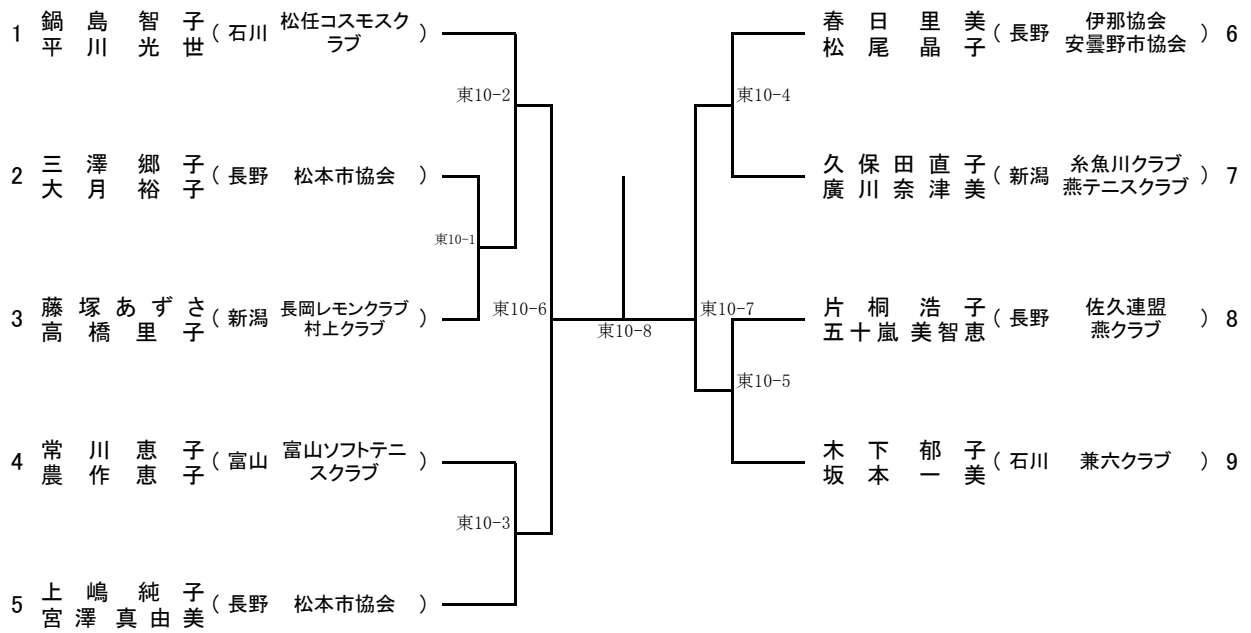 1 鍋島智子 平川光世 ( 石川 松任コスモスクラブ )
東10-2
2 三澤郷子 大月裕子 ( 長野 松本市協会 )
東10-1
3 藤塚あずさ 高橋里子 ( 新潟 長岡レモンクラブ 村上クラブ )
東10-6
4 常川恵子 農作恵子 ( 富山 富山ソフトテニスクラブ )
東10-3
5 上嶋純子 宮澤真由美 ( 長野 松本市協会 )
東10-8
春日里美 松尾晶子 ( 長野 伊那協会 安曇野市協会 ) 6
東10-4
久保田直子 廣川奈津美 ( 新潟 糸魚川クラブ 燕テニスクラブ ) 7
東10-7
片桐浩子 五十嵐美智恵 ( 長野 佐久連盟 燕クラブ ) 8
東10-5
木下郁子 坂本一美 ( 石川 兼六クラブ ) 9